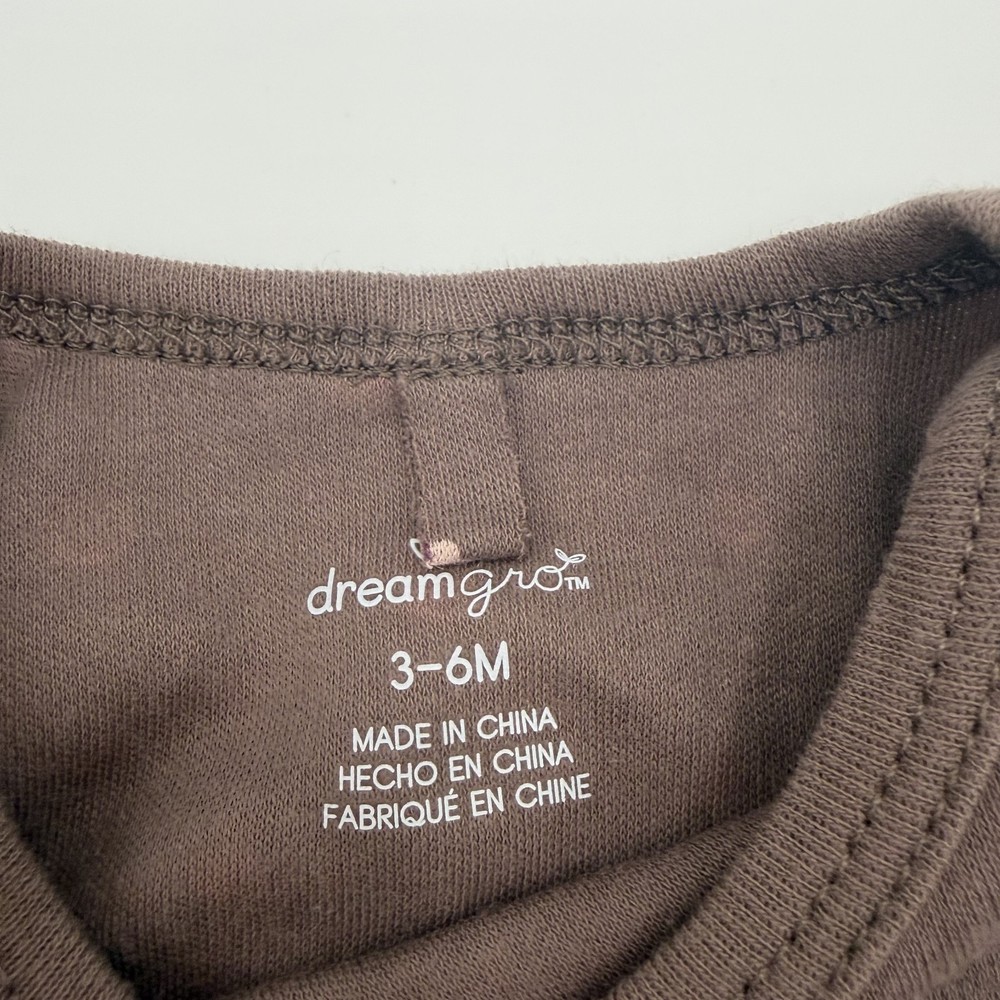 dreamgro™
3-6M
MADE IN CHINA
HECHO EN CHINA
FABRIQUÉ EN CHINE